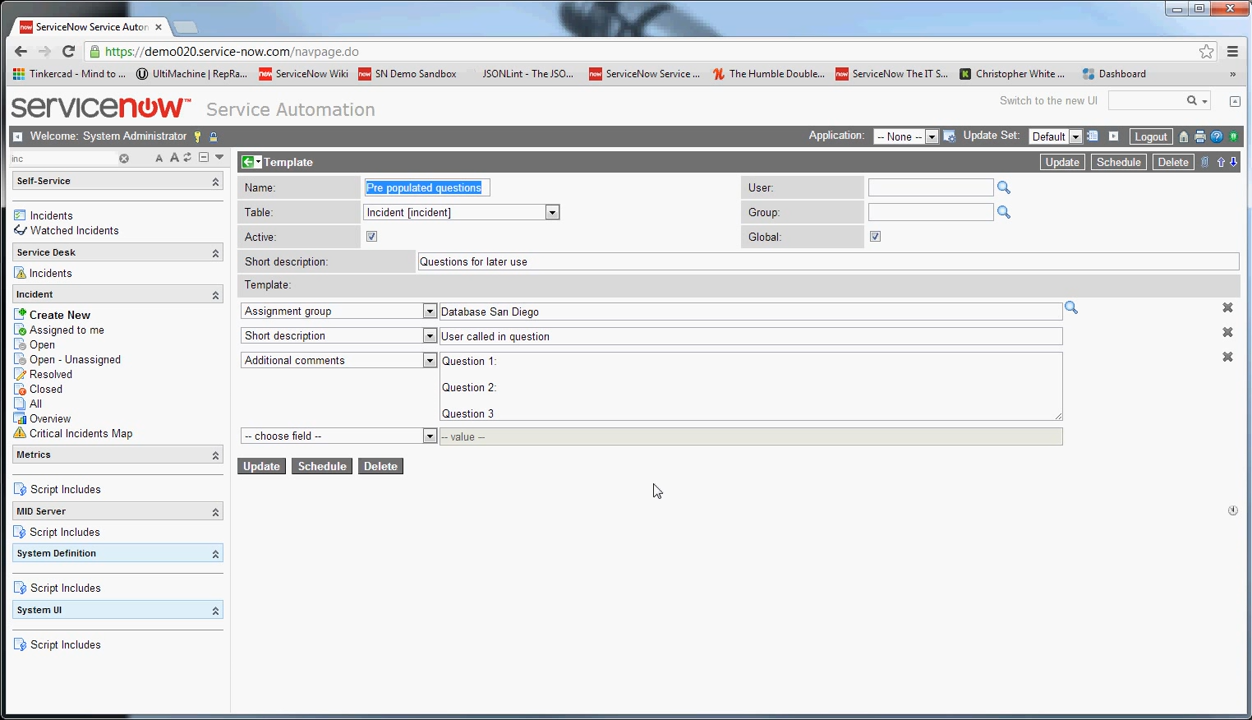 now ServiceNow Service Auton ×
https://demo020.service-now.com/navpage.do
Tinkercad - Mind to ... UltiMachine | RepRa... now ServiceNow Wiki now SN Demo Sandbox JSONLint - The JSO... now ServiceNow Service ... The Humble Double... now ServiceNow The IT S... K Christopher White ... Dashboard »
servicenow™ Service Automation Switch to the new UI
Welcome: System Administrator Application: -- None -- Update Set: Default Logout
inc A A
Template Update Schedule Delete
Self-Service
Incidents
Watched Incidents
Service Desk
Incidents
Incident
Create New
Assigned to me
Open
Open - Unassigned
Resolved
Closed
All
Overview
Critical Incidents Map
Metrics
Script Includes
MID Server
Script Includes
System Definition
Script Includes
System UI
Script Includes
Name: Pre populated questions User:
Table: Incident [incident] Group:
Active: Global:
Short description: Questions for later use
Template:
Assignment group Database San Diego
Short description User called in question
Additional comments Question 1:
Question 2:
Question 3
-- choose field -- -- value --
Update Schedule Delete